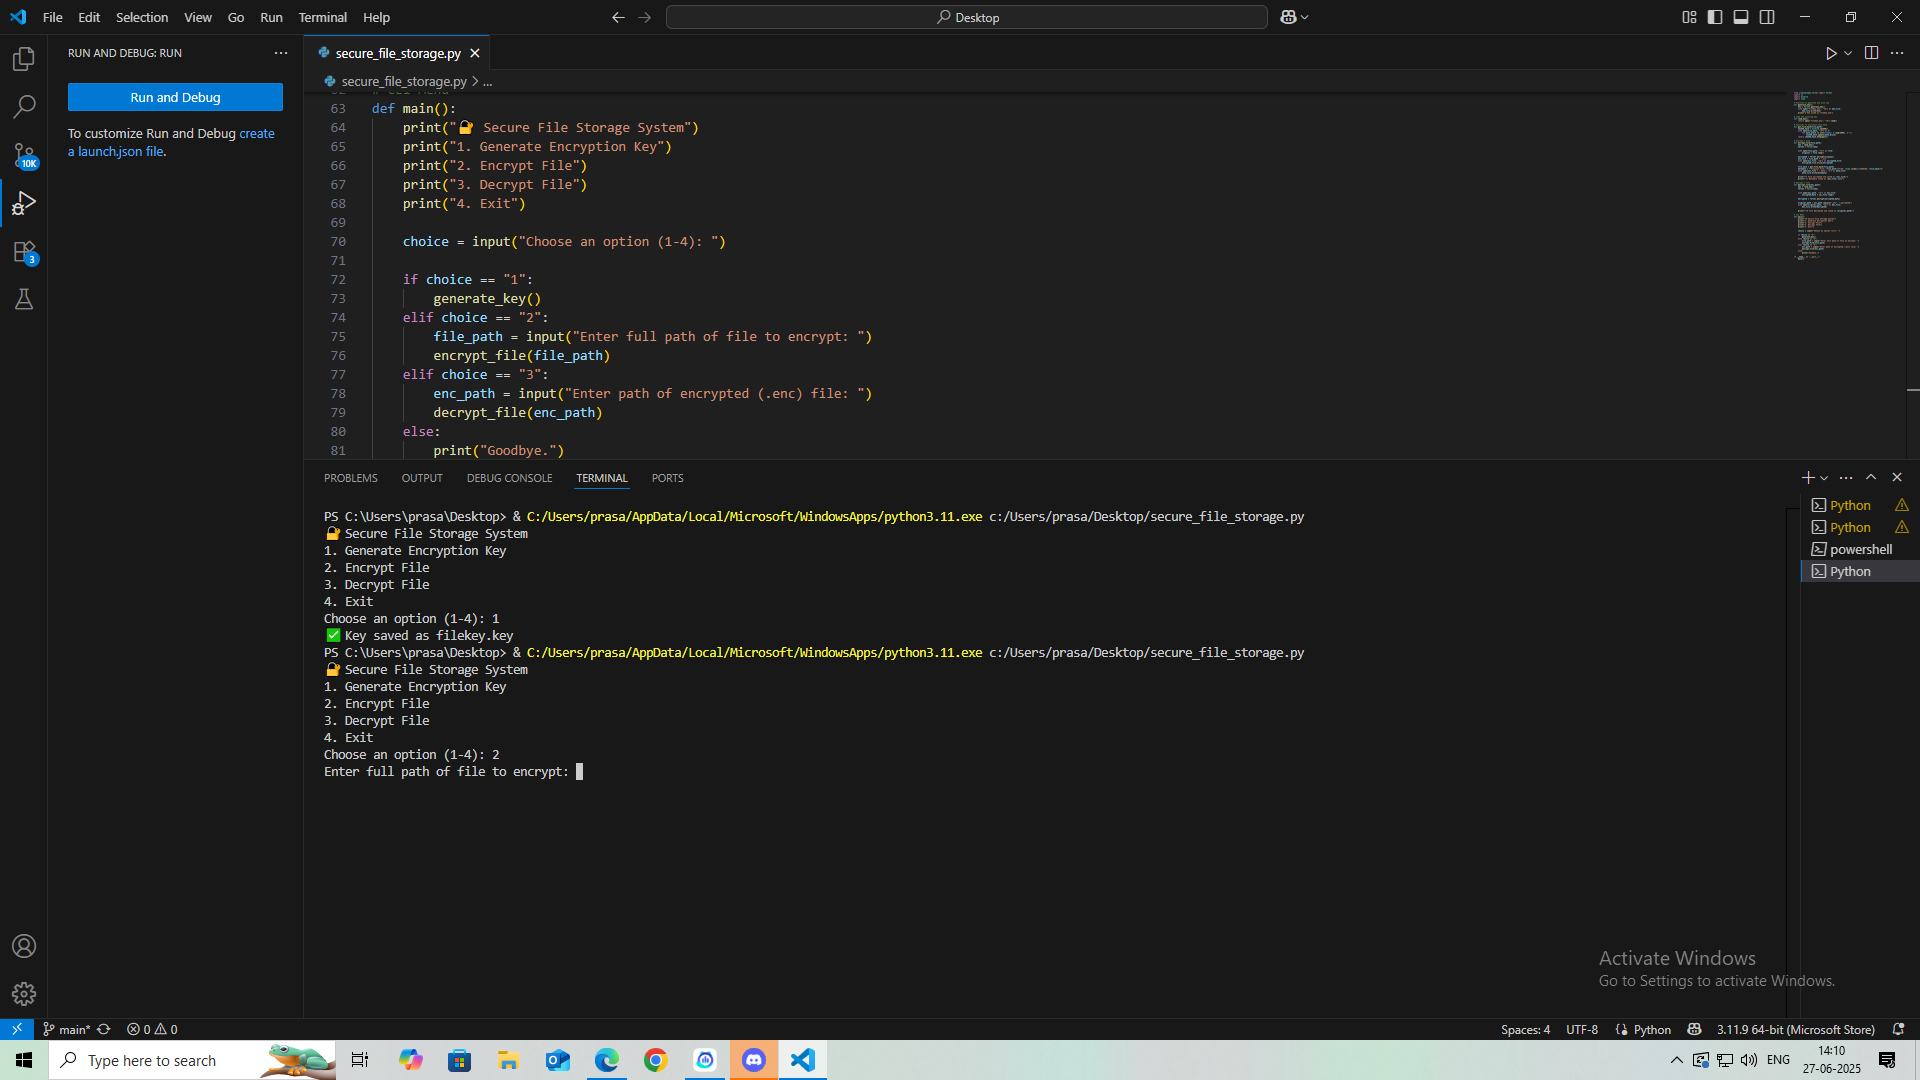 File Edit Selection View Go Run Terminal Help
Desktop
RUN AND DEBUG: RUN
Run and Debug
To customize Run and Debug create
a launch.json file.
10K
3
secure_file_storage.py
secure_file_storage.py > ...
63 def main():
64 print("🔐 Secure File Storage System")
65 print("1. Generate Encryption Key")
66 print("2. Encrypt File")
67 print("3. Decrypt File")
68 print("4. Exit")
69
70 choice = input("Choose an option (1-4): ")
71
72 if choice == "1":
73 generate_key()
74 elif choice == "2":
75 file_path = input("Enter full path of file to encrypt: ")
76 encrypt_file(file_path)
77 elif choice == "3":
78 enc_path = input("Enter path of encrypted (.enc) file: ")
79 decrypt_file(enc_path)
80 else:
81 print("Goodbye.")
PROBLEMS OUTPUT DEBUG CONSOLE TERMINAL PORTS
PS C:\Users\prasa\Desktop> & C:/Users/prasa/AppData/Local/Microsoft/WindowsApps/python3.11.exe c:/Users/prasa/Desktop/secure_file_storage.py
🔐 Secure File Storage System
1. Generate Encryption Key
2. Encrypt File
3. Decrypt File
4. Exit
Choose an option (1-4): 1
✅ Key saved as filekey.key
PS C:\Users\prasa\Desktop> & C:/Users/prasa/AppData/Local/Microsoft/WindowsApps/python3.11.exe c:/Users/prasa/Desktop/secure_file_storage.py
🔐 Secure File Storage System
1. Generate Encryption Key
2. Encrypt File
3. Decrypt File
4. Exit
Choose an option (1-4): 2
Enter full path of file to encrypt:
Python
Python
powershell
Python
Activate Windows
Go to Settings to activate Windows.
main* 0 0
Spaces: 4 UTF-8 Python 3.11.9 64-bit (Microsoft Store)
Type here to search
ENG
14:10
27-06-2025